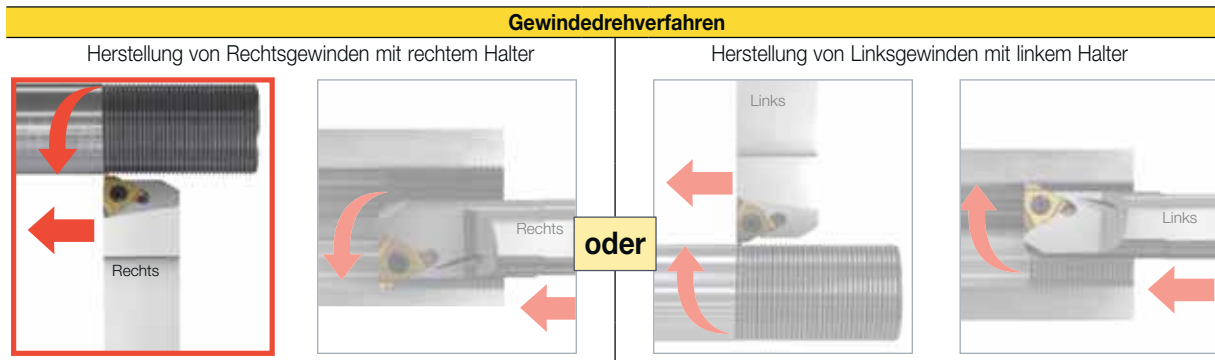 Gewindedrehverfahren
Herstellung von Rechtsgewinden mit rechtem Halter
Herstellung von Linksgewinden mit linkem Halter
Rechts
Rechts
oder
Links
Links